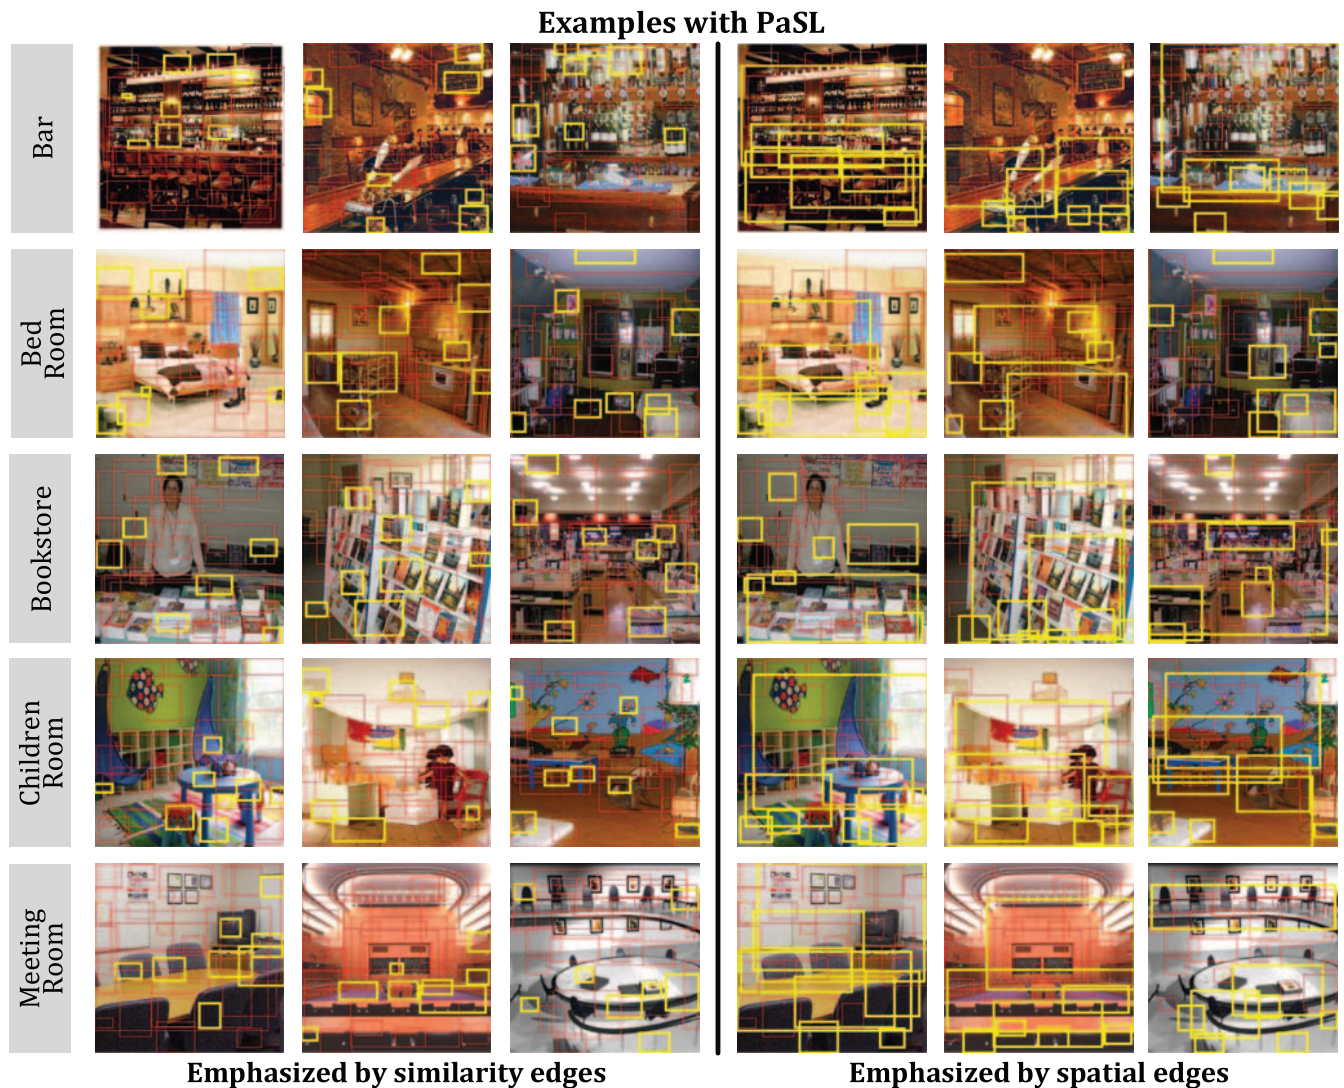 Examples with PaSL
Bar
Bed
Room
Bookstore
Children
Room
Meeting
Room
Emphasized by similarity edges
Emphasized by spatial edges